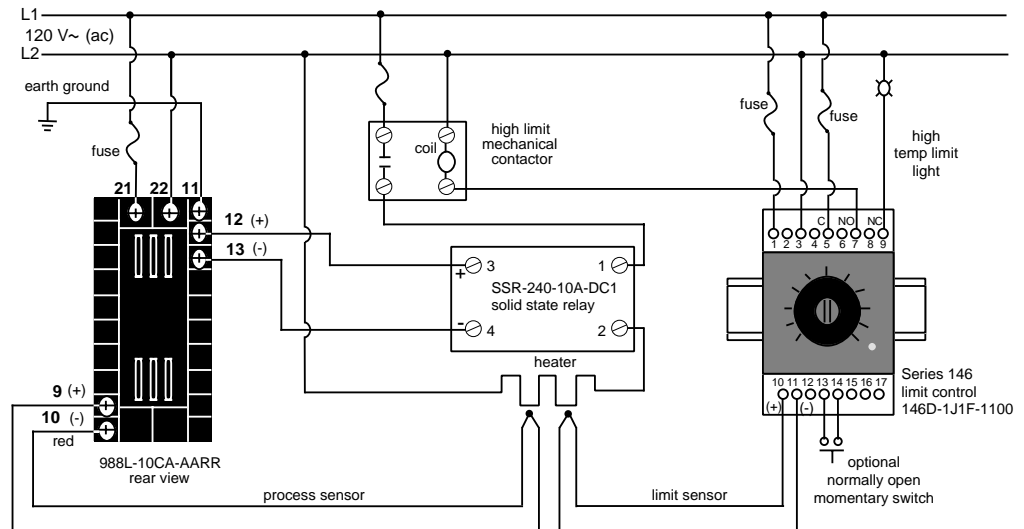 L1
120 V~ (ac)
L2
earth ground
fuse
21 22 11
12 (+)
13 (-)
9 (+)
10 (-)
red
988L-10CA-AARR
rear view
coil
high limit
mechanical
contactor
+ 3
- 4
1
2
SSR-240-10A-DC1
solid state relay
heater
process sensor
limit sensor
fuse
fuse
high
temp limit
light
C NO NC
1 2 3 4 5 6 7 8 9
10 11 12 13 14 15 16 17
(+) (-)
Series 146
limit control
146D-1J1F-1100
optional
normally open
momentary switch